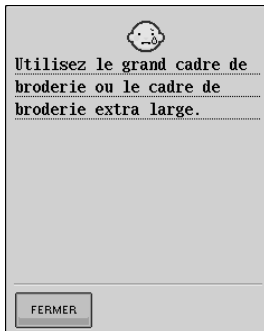 Utilisez le grand cadre de
broderie ou le cadre de
broderie extra large.
FERMER